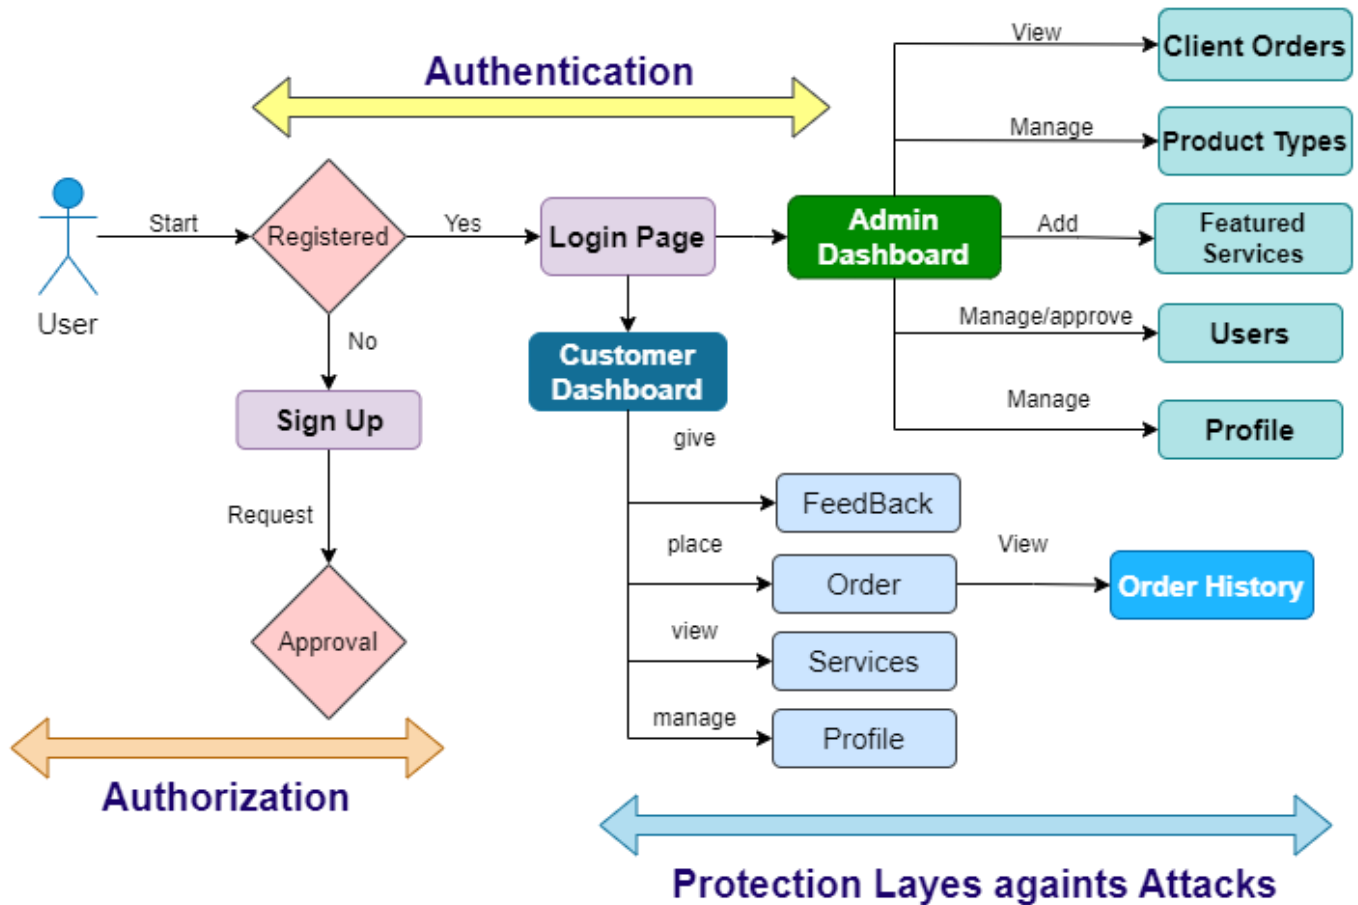 View
Client Orders
Authentication
Manage
Product Types
Start
Registered
Yes
Login Page
Admin
Dashboard
Add
Featured
Services
User
No
Manage/approve
Users
Customer
Dashboard
Sign Up
Manage
Profile
give
Request
FeedBack
place
View
Order
Order History
Approval
view
Services
manage
Profile
Authorization
Protection Layes againts Attacks